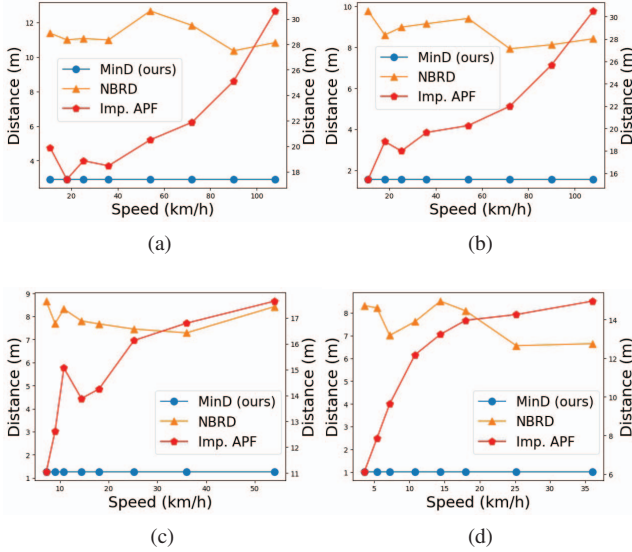 Distance (m)
12
10
8
6
4
MinD (ours)
NBRD
Imp. APF
30
28
26
24
22
20
18
Distance (m)
20 40 60 80 100
Speed (km/h)
(a)
Distance (m)
10
8
6
4
2
MinD (ours)
NBRD
Imp. APF
30
28
26
24
22
20
18
16
Distance (m)
20 40 60 80 100
Speed (km/h)
(b)
Distance (m)
9
8
7
6
5
4
3
2
1
MinD (ours)
NBRD
Imp. APF
17
16
15
14
13
12
11
Distance (m)
10 20 30 40 50
Speed (km/h)
(c)
Distance (m)
9
8
7
6
5
4
3
2
1
MinD (ours)
NBRD
Imp. APF
14
12
10
8
6
Distance (m)
5 10 15 20 25 30 35
Speed (km/h)
(d)